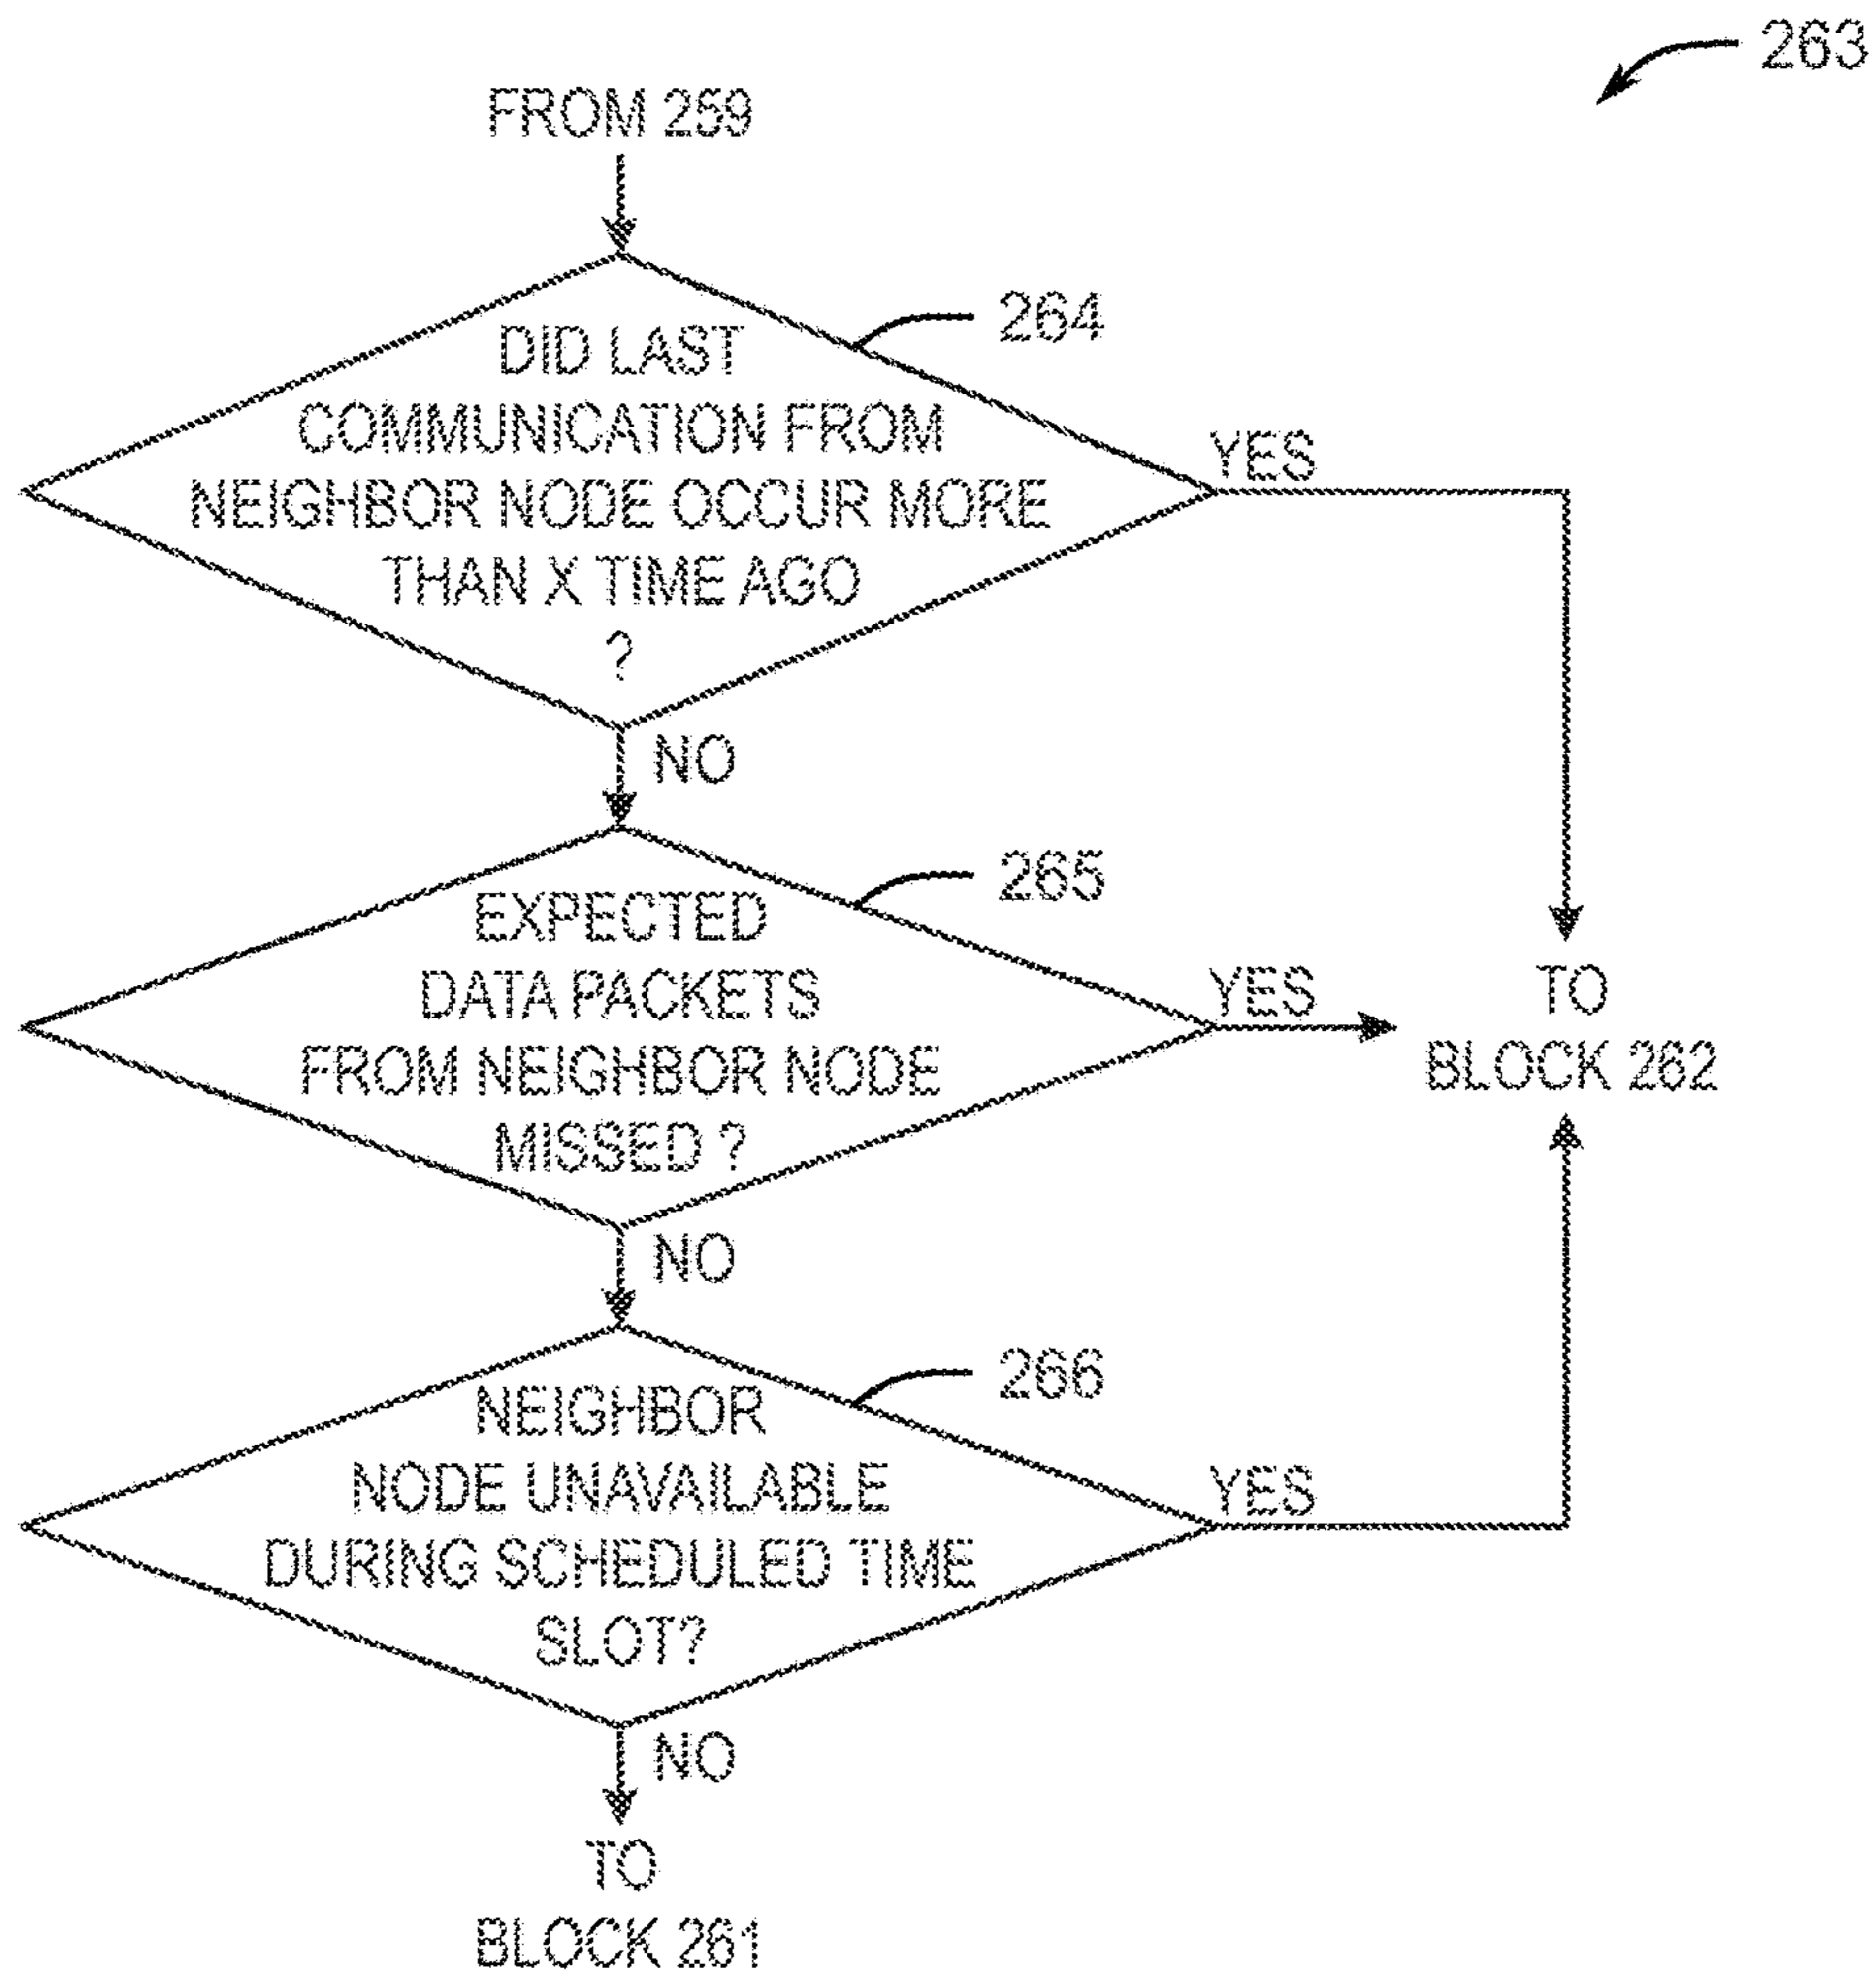 263
FROM 259
264
DID LAST
COMMUNICATION FROM
NEIGHBOR NODE OCCUR MORE
THAN X TIME AGO
?
YES
NO
265
EXPECTED
DATA PACKETS
FROM NEIGHBOR NODE
MISSED ?
YES
TO
BLOCK 262
NO
266
NEIGHBOR
NODE UNAVAILABLE
DURING SCHEDULED TIME
SLOT?
YES
NO
TO
BLOCK 261